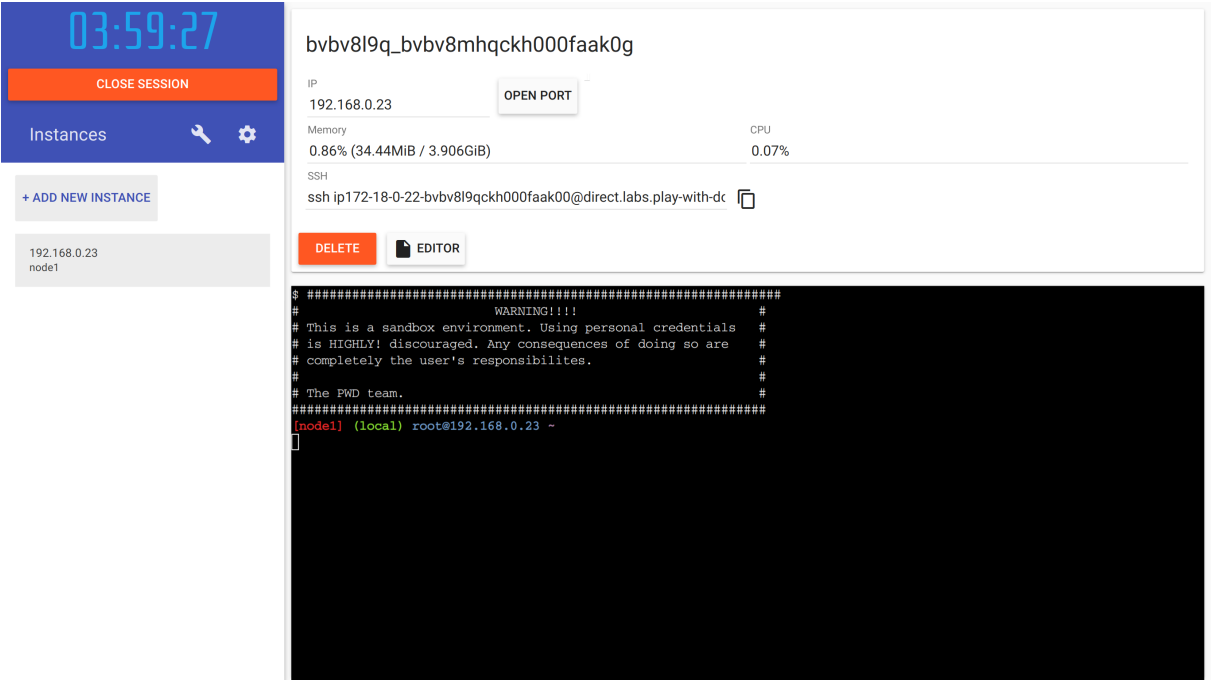 03:59:27
CLOSE SESSION
Instances
+ ADD NEW INSTANCE
192.168.0.23
node1
bvbv8l9q_bvbv8mhqckh000faak0g
IP
192.168.0.23
OPEN PORT
Memory
0.86% (34.44MiB / 3.906GiB)
CPU
0.07%
SSH
ssh ip172-18-0-22-bvbv8l9qckh000faak00@direct.labs.play-with-dc
DELETE
EDITOR
$ ###############################################################
#                          WARNING!!!!                        #
# This is a sandbox environment. Using personal credentials   #
# is HIGHLY! discouraged. Any consequences of doing so are    #
# completely the user's responsibilites.                      #
#                                                             #
# The PWD team.                                               #
###############################################################
[node1] (local) root@192.168.0.23 ~